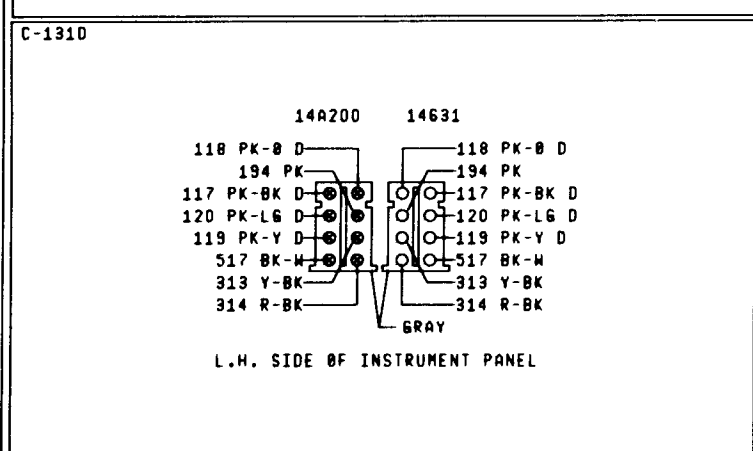 C-131D
14A200 14631
118 PK-O D 118 PK-O D
194 PK 194 PK
117 PK-BK D 117 PK-BK D
120 PK-LG D 120 PK-LG D
119 PK-Y D 119 PK-Y D
517 BK-W 517 BK-W
313 Y-BK 313 Y-BK
314 R-BK 314 R-BK
GRAY
L.H. SIDE OF INSTRUMENT PANEL